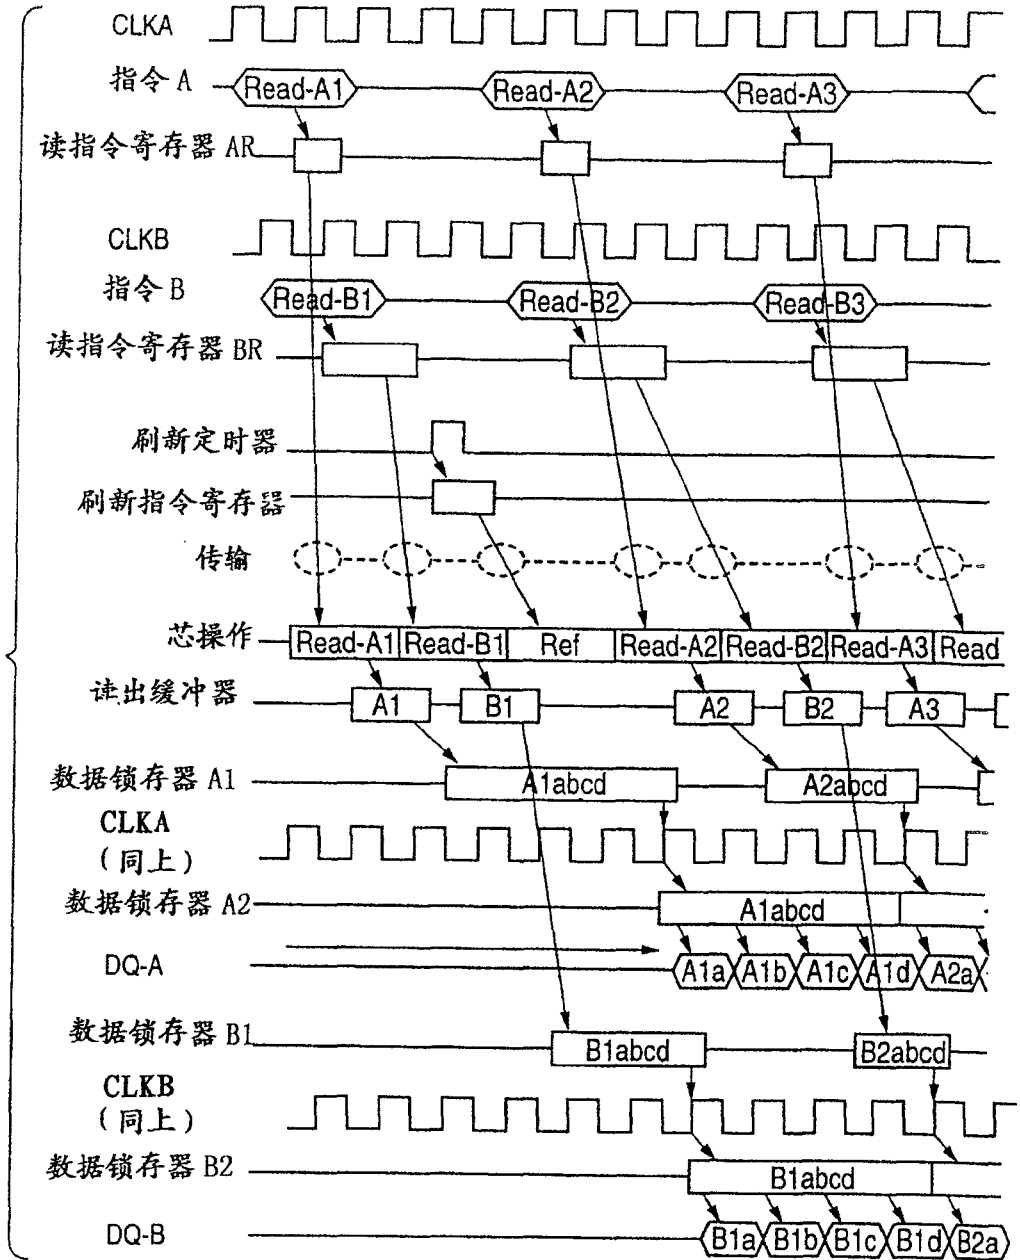 CLKA
指令 A Read-A1 Read-A2 Read-A3
读指令寄存器 AR
CLKB
指令 B Read-B1 Read-B2 Read-B3
读指令寄存器 BR
刷新定时器
刷新指令寄存器
传输
芯操作 Read-A1 Read-B1 Ref Read-A2 Read-B2 Read-A3 Read
读出缓冲器 A1 B1 A2 B2 A3
数据锁存器 A1 A1abcd A2abcd
CLKA
(同上)
数据锁存器 A2 A1abcd
DQ-A A1a A1b A1c A1d A2a
数据锁存器 B1 B1abcd B2abcd
CLKB
(同上)
数据锁存器 B2 B1abcd
DQ-B B1a B1b B1c B1d B2a